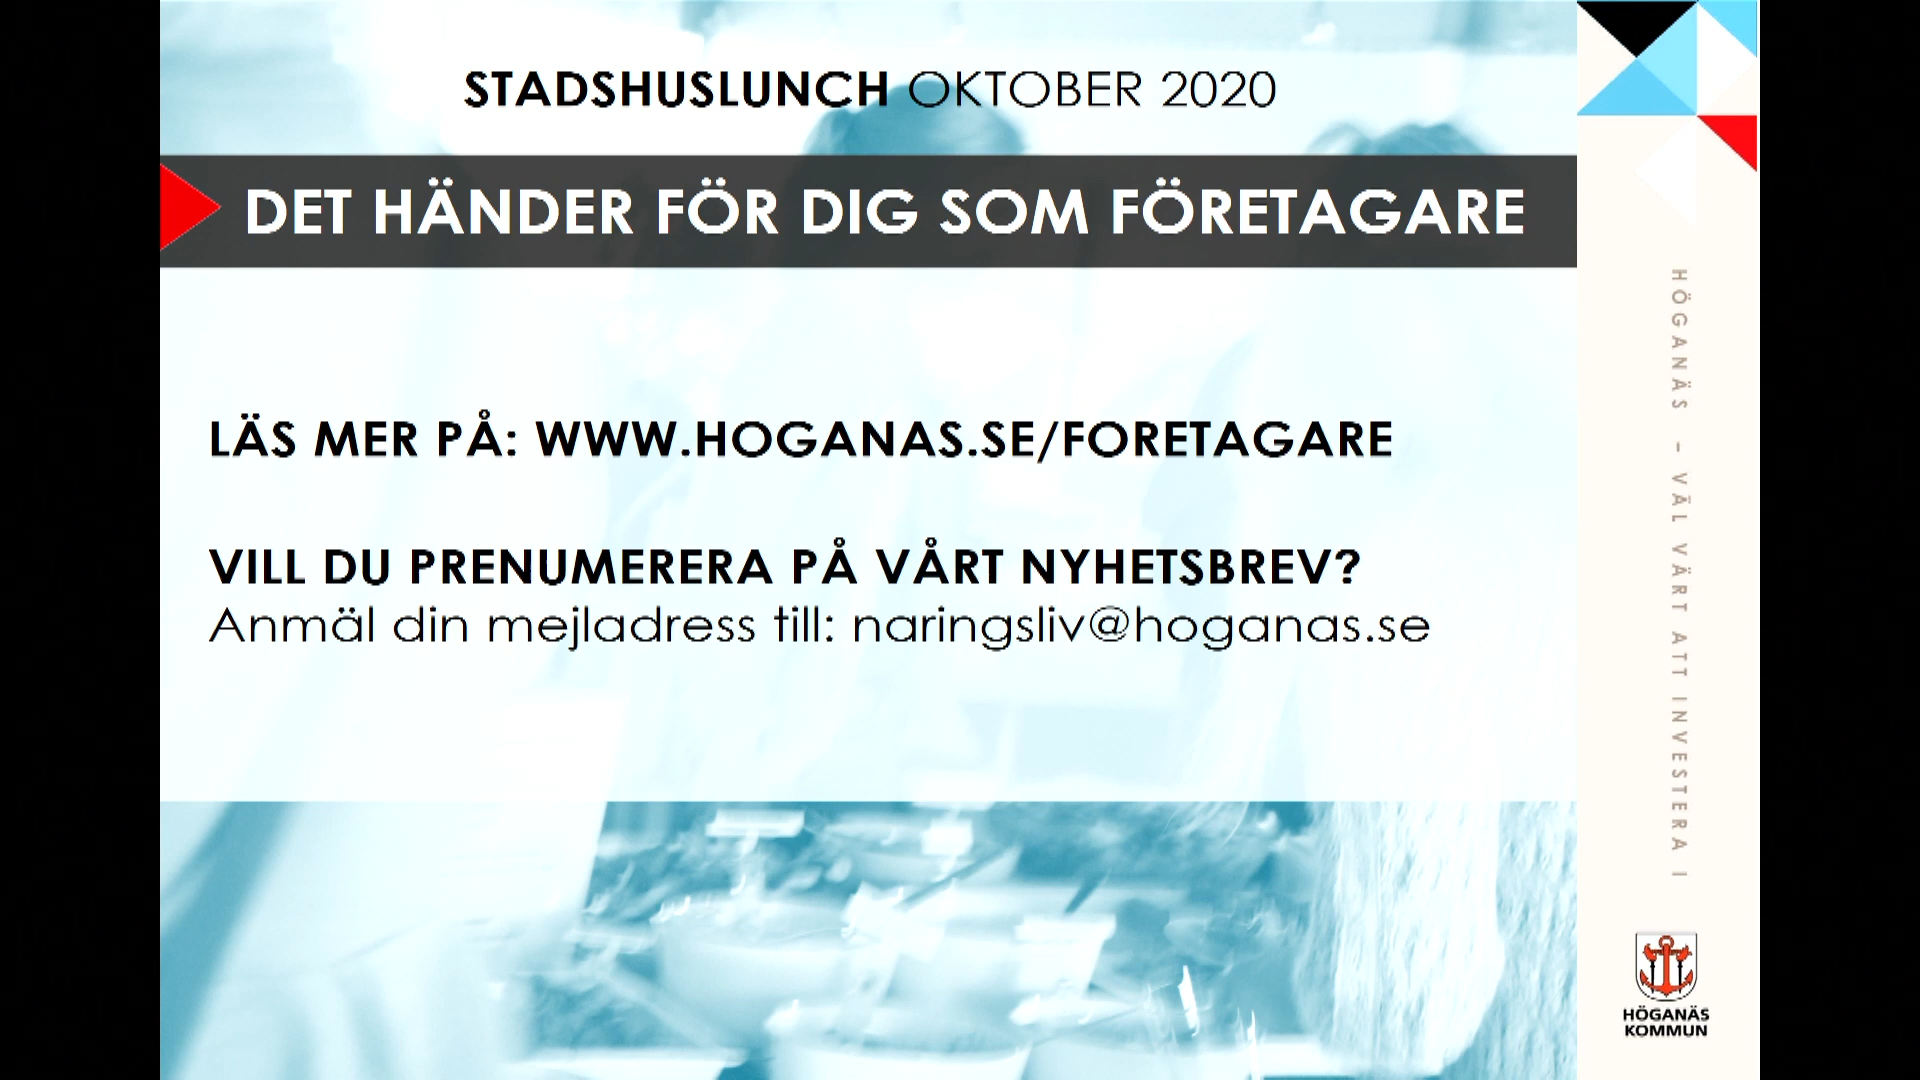 STADSHUSLUNCH OKTOBER 2020
DET HÄNDER FÖR DIG SOM FÖRETAGARE
LÄS MER PÅ: WWW.HOGANAS.SE/FORETAGARE
VILL DU PRENUMERERA PÅ VÅRT NYHETSBREV?
Anmäl din mejladress till: naringsliv@hoganas.se
HÖGANÄS – VÄL VÄRT ATT INVESTERA I
HÖGANÄS
KOMMUN